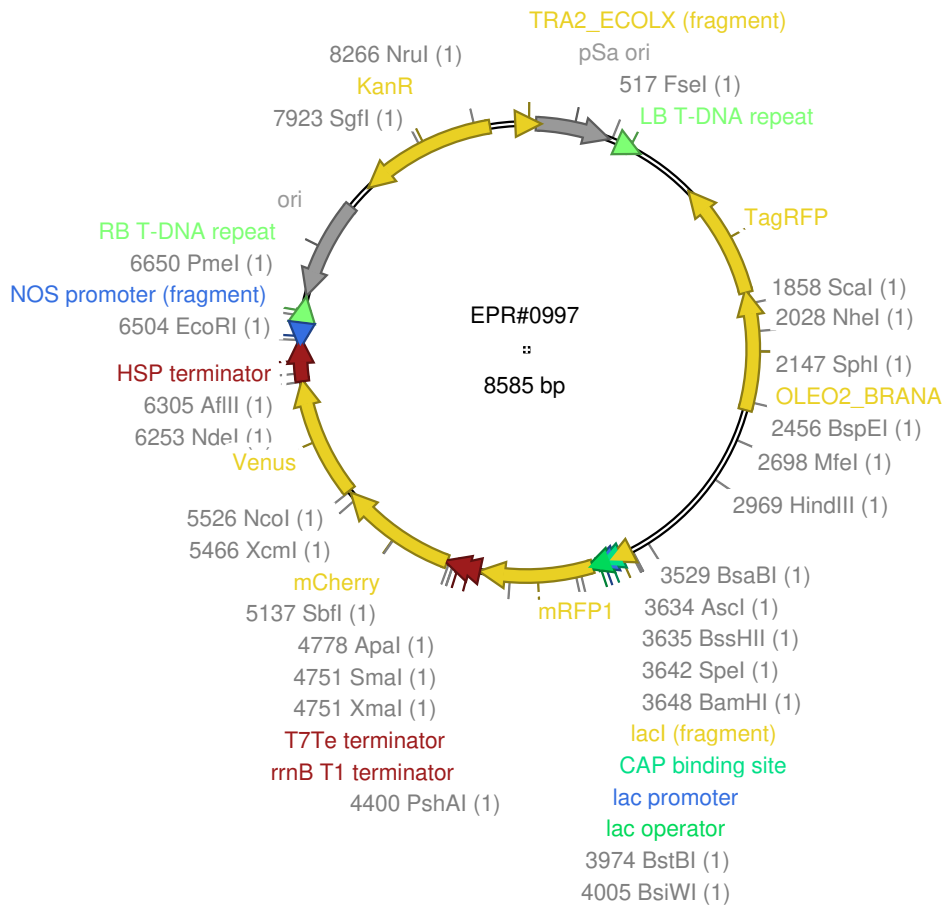 TRA2_ECOLX (fragment)
pSa ori
8266 NruI (1)
517 FseI (1)
KanR
LB T-DNA repeat
7923 SgfI (1)
ori
TagRFP
RB T-DNA repeat
6650 PmeI (1)
NOS promoter (fragment)
6504 EcoRI (1)
1858 ScaI (1)
2028 NheI (1)
EPR#0997
8585 bp
2147 SphI (1)
HSP terminator
OLEO2_BRANA
6305 AflII (1)
2456 BspEI (1)
6253 NdeI (1)
Venus
2698 MfeI (1)
2969 HindIII (1)
5526 NcoI (1)
5466 XcmI (1)
mCherry
mRFP1
3529 BsaBI (1)
5137 SbfI (1)
3634 AscI (1)
4778 ApaI (1)
3635 BssHII (1)
4751 SmaI (1)
3642 SpeI (1)
4751 XmaI (1)
3648 BamHI (1)
T7Te terminator
lacI (fragment)
rrnB T1 terminator
CAP binding site
4400 PshAI (1)
lac promoter
lac operator
3974 BstBI (1)
4005 BsiWI (1)